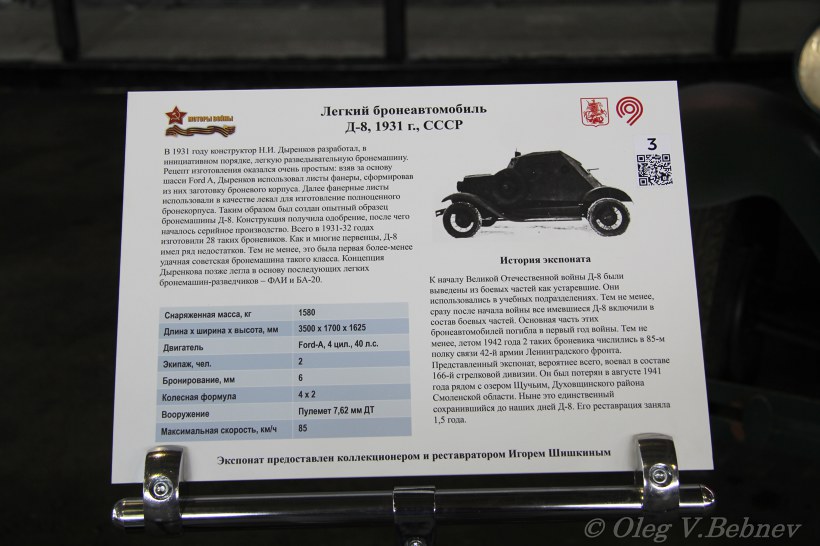 МОТОРЫ ВОЙНЫ
Легкий бронеавтомобиль
Д-8, 1931 г., СССР
3
В 1931 году конструктор Н.И. Дыренков разработал, в
инициативном порядке, легкую разведывательную бронемашину.
Рецепт изготовления оказался очень простым: взяв за основу
шасси Ford A, Дыренков использовал листы фанеры, сформировав
из них заготовку броневого корпуса. Далее фанерные листы
использовали в качестве лекал для изготовление полноценного
бронекорпуса. Таким образом был создан опытный образец
бронемашины Д-8. Конструкция получила одобрение, после чего
началось серийное производство. Всего в 1931-32 годах
изготовили 28 таких броневиков. Как и многие первенцы, Д-8
имел ряд недостатков. Тем не менее, это была первая более-менее
удачная советская бронемашина такого класса. Концепция
Дыренкова позже легла в основу последующих легких
бронемашин-разведчиков – ФАИ и БА-20.
Снаряженная масса, кг 1580
Длина х ширина х высота, мм 3500 х 1700 х 1625
Двигатель Ford-A, 4 цил., 40 л.с.
Экипаж, чел. 2
Бронирование, мм 6
Колесная формула 4 х 2
Вооружение Пулемет 7,62 мм ДТ
Максимальная скорость, км/ч 85
История экспоната
К началу Великой Отечественной войны Д-8 были
выведены из боевых частей как устаревшие. Они
использовались в учебных подразделениях. Тем не менее,
сразу после начала войны все имевшиеся Д-8 включили в
состав боевых частей. Основная часть этих
бронеавтомобилей погибла в первый год войны. Тем не
менее, летом 1942 года 2 таких броневика числились в 85-м
полку связи 42-й армии Ленинградского фронта.
Представленный экспонат, вероятнее всего, воевал в составе
166-й стрелковой дивизии. Он был потерян в августе 1941
года рядом с озером Щучьим, Духовщинского района
Смоленской области. Ныне это единственный
сохранившийся до наших дней Д-8. Его реставрация заняла
1,5 года.
Экспонат предоставлен коллекционером и реставратором Игорем Шишкиным
© Oleg V.Bebnev